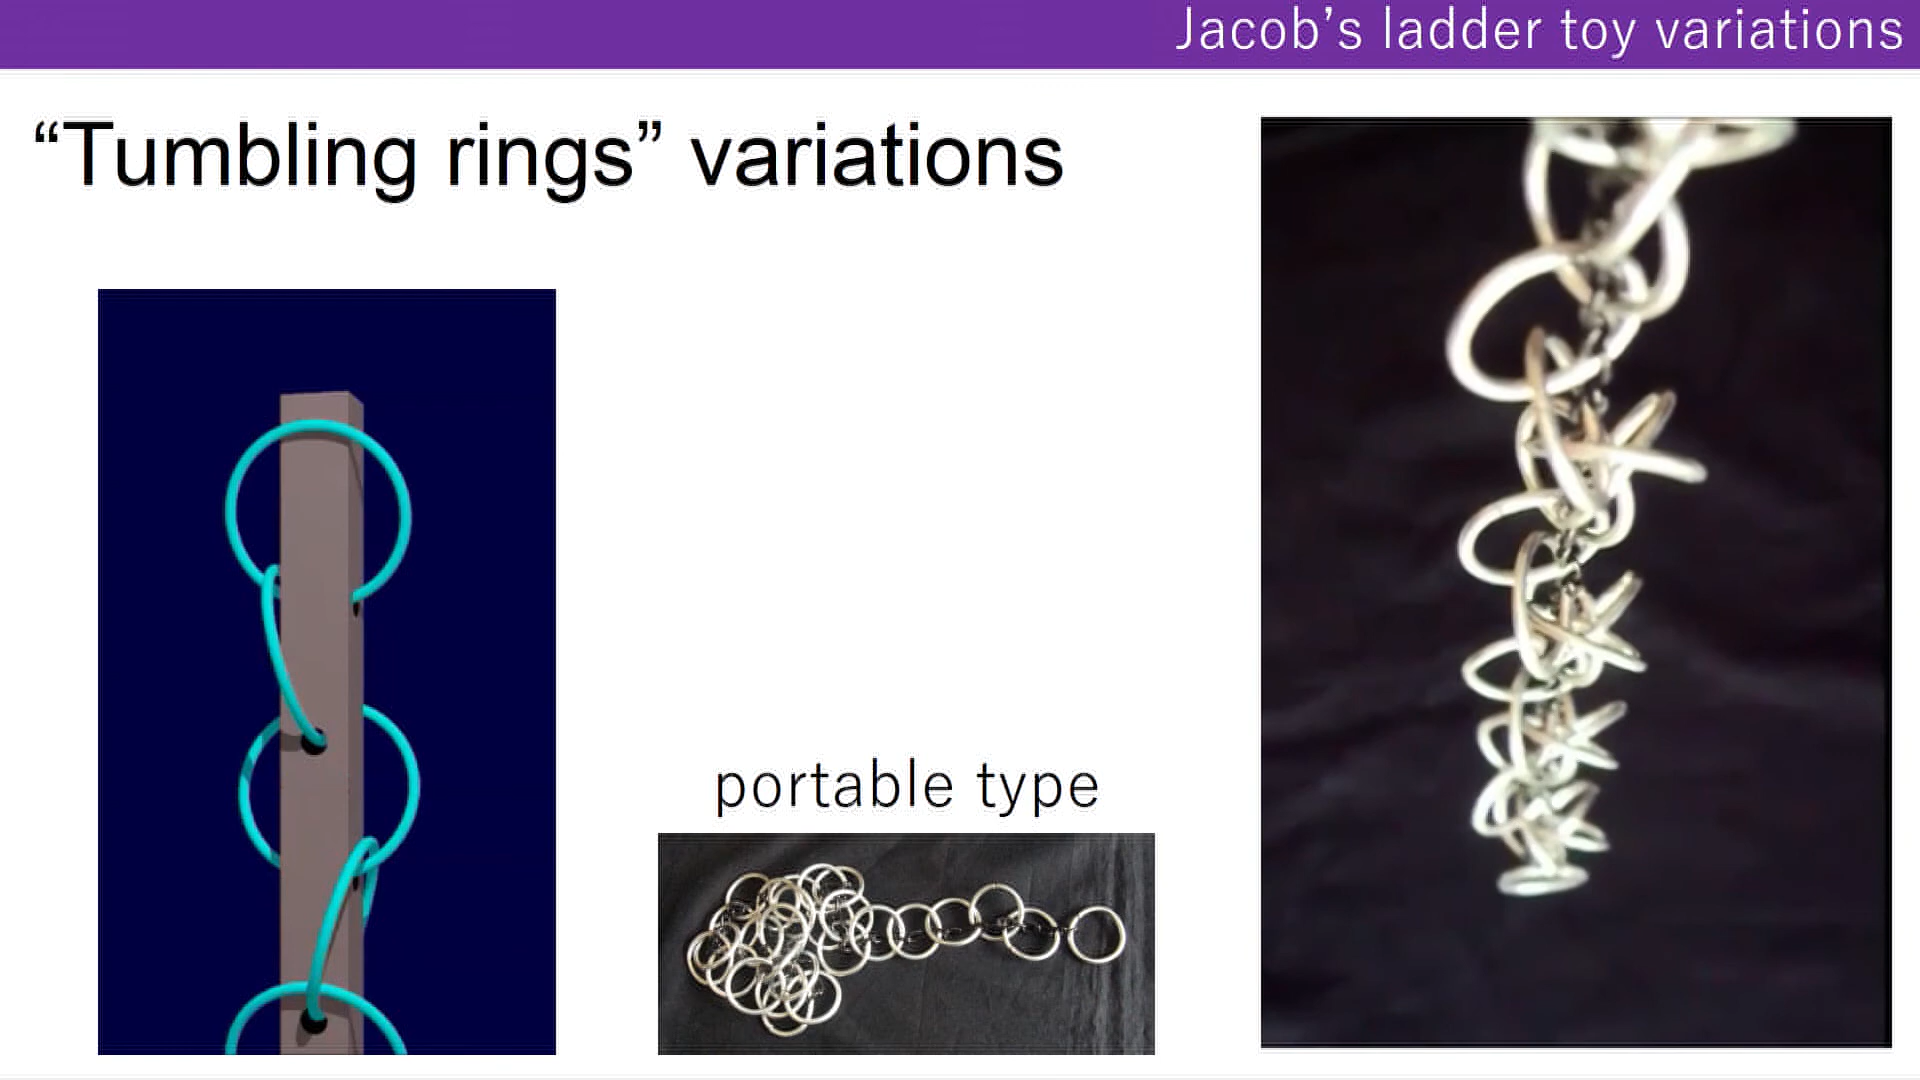 Jacob’s ladder toy variations
“Tumbling rings” variations
portable type